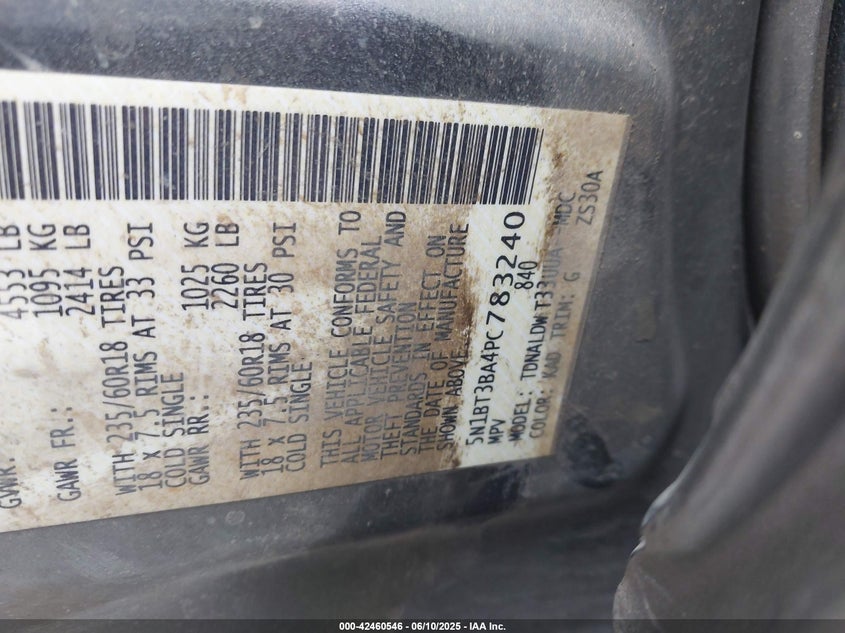 GVWR: 4553 LB
GAWR FR.: 1095 KG
2414 LB
WITH 235/60R18 TIRES
18 X 7.5 RIMS AT 33 PSI
COLD SINGLE
GAWR RR.: 1025 KG
2260 LB
WITH 235/60R18 TIRES
18 X 7.5 RIMS AT 30 PSI
COLD SINGLE
THIS VEHICLE CONFORMS TO
ALL APPLICABLE FEDERAL
MOTOR VEHICLE SAFETY AND
THEFT PREVENTION
STANDARDS IN EFFECT ON
THE DATE OF MANUFACTURE
SHOWN ABOVE.
5N1BT3BA4PC783240
MPV 840
MODEL: TDNALDW T33UUA- MDC
COLOR: KAD TRIM: G ZS30A
000-42460546 - 06/10/2025 - IAA Inc.